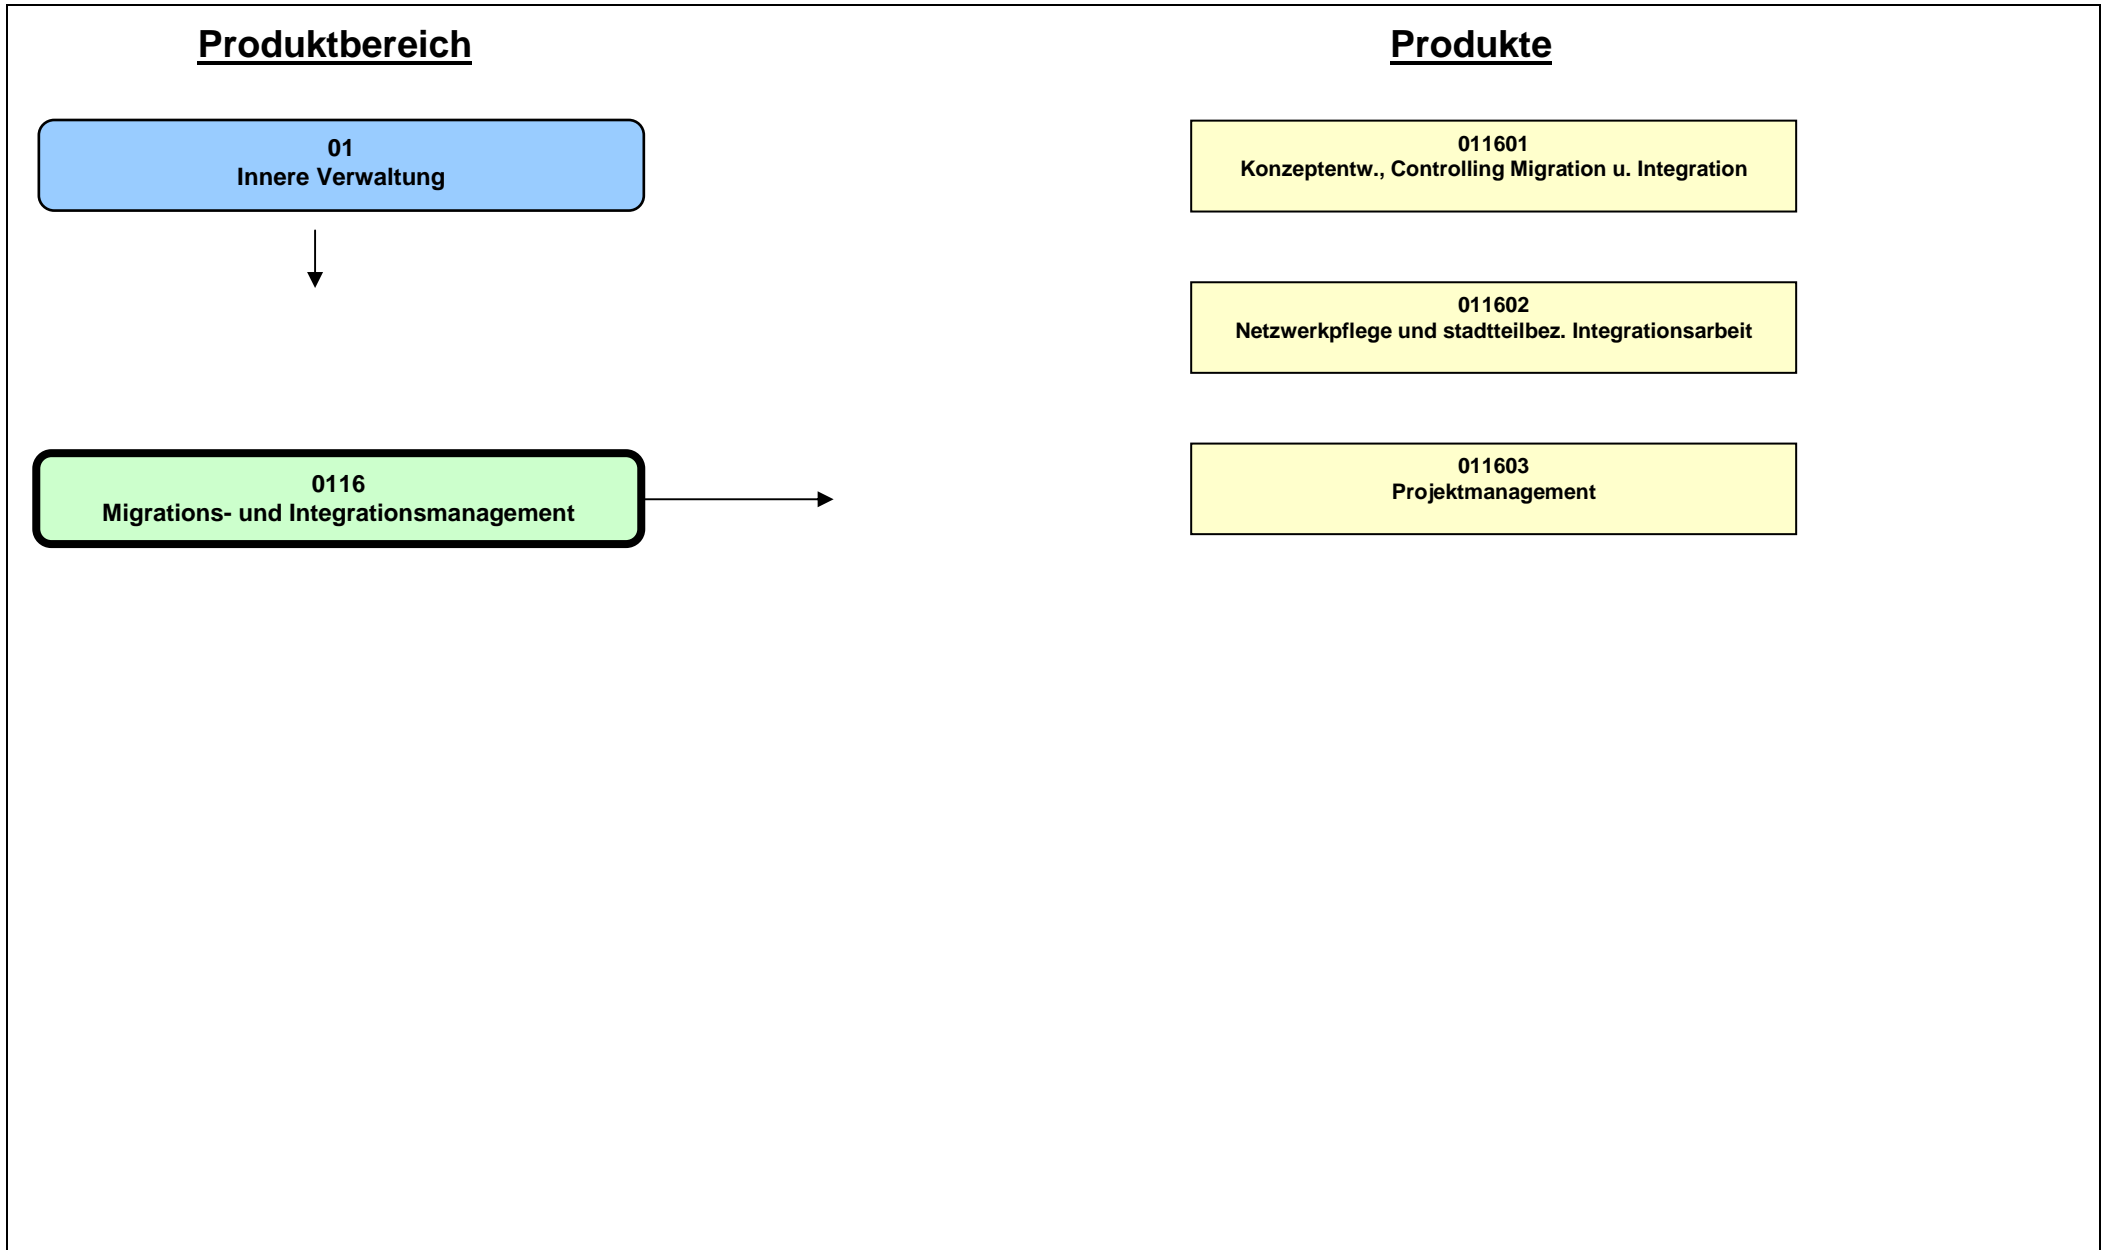 Produktbereich
01
Innere Verwaltung
0116
Migrations- und Integrationsmanagement
Produkte
011601
Konzeptentw., Controlling Migration u. Integration
011602
Netzwerkpflege und stadtteilbez. Integrationsarbeit
011603
Projektmanagement